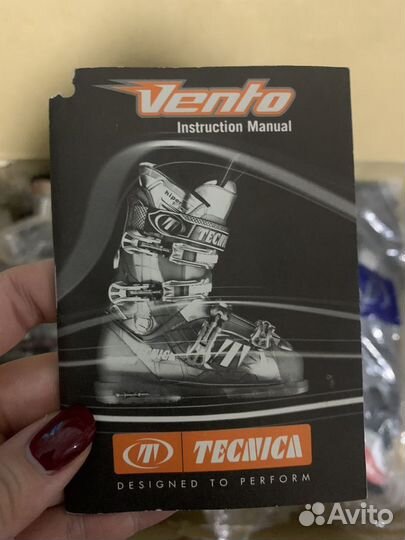 Vento
Instruction Manual
TECNICA
TECNICA
DESIGNED TO PERFORM
Avito